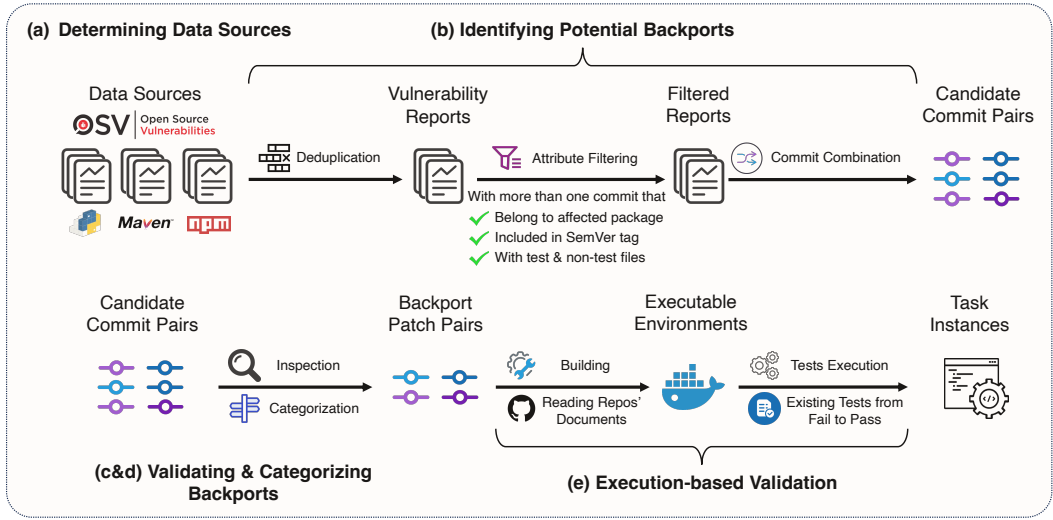 (a) Determining Data Sources
(b) Identifying Potential Backports
Data Sources
OSV
Open Source
Vulnerabilities
Maven
npm
Deduplication
Vulnerability
Reports
Attribute Filtering
With more than one commit that
Belong to affected package
Included in SemVer tag
With test & non-test files
Filtered
Reports
Commit Combination
Candidate
Commit Pairs
Candidate
Commit Pairs
Inspection
Categorization
(c&d) Validating & Categorizing
Backports
Backport
Patch Pairs
Building
Reading Repos'
Documents
Executable
Environments
Tests Execution
Existing Tests from
Fail to Pass
(e) Execution-based Validation
Task
Instances